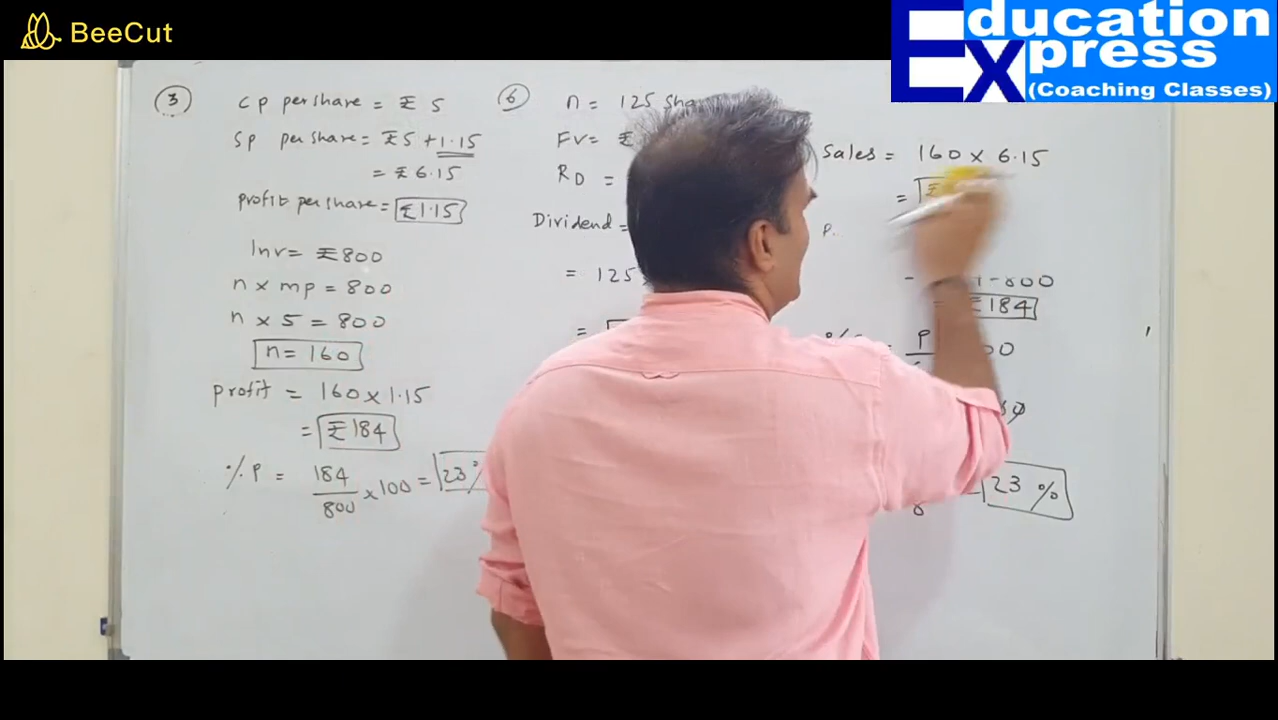 BeeCut
Education
Express
(Coaching Classes)
3
CP per share = ₹ 5
SP per share = ₹5 + 1.15
= ₹ 6.15
profit per share = ₹1.15
Inv = ₹800
n × mp = 800
n × 5 = 800
n = 160
profit = 160 × 1.15
= ₹184
% P = 184/800 × 100 = 23 %
6
n = 125
FV = ₹
RD =
Dividend =
= 125
=
Sales = 160 × 6.15
=
- 800
₹184
23 %